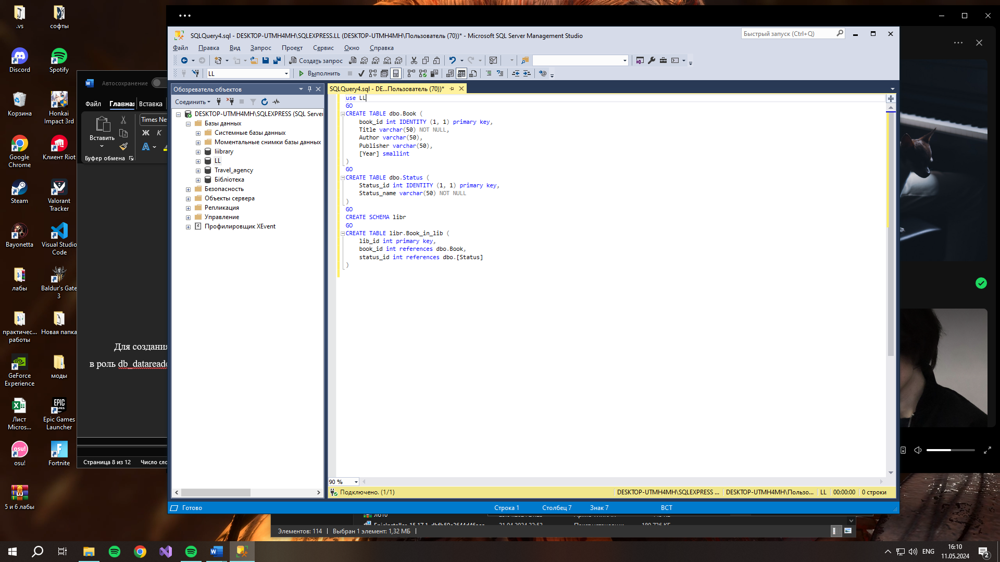 .vs
софты
Discord
Spotify
Корзина
Honkai Impact 3rd
Google Chrome
Клиент Riot
Steam
Valorant Tracker
Bayonetta
Visual Studio Code
лабы
Baldur's Gate 3
практичес... работы
Новая папка
GeForce Experience
моды
Лист Micros...
Epic Games Launcher
osu!
Fortnite
5 и 6 лабы
Автосохранение
Файл Главная Вставка
Вставить
Times New
Ж К
Буфер обмена
Для создания
в роль db_datareade
Страница 8 из 12 Число сло
SQLQuery4.sql - DESKTOP-UTMH4MH\SQLEXPRESS.LL (DESKTOP-UTMH4MH\Пользователь (70))* - Microsoft SQL Server Management Studio
Быстрый запуск (Ctrl+Q)
Файл Правка Вид Запрос Проект Сервис Окно Справка
Создать запрос
LL
Выполнить
Обозреватель объектов
Соединить
DESKTOP-UTMH4MH\SQLEXPRESS (SQL Server
Базы данных
Системные базы данных
Моментальные снимки базы данных
liibrary
LL
Travel_agency
Бібліотека
Безопасность
Объекты сервера
Репликация
Управление
Профилировщик XEvent
SQLQuery4.sql - DE...Пользователь (70))*
use LL
GO
CREATE TABLE dbo.Book (
book_id int IDENTITY (1, 1) primary key,
Title varchar(50) NOT NULL,
Author varchar(50),
Publisher varchar(50),
[Year] smallint
)
GO
CREATE TABLE dbo.Status (
Status_id int IDENTITY (1, 1) primary key,
Status_name varchar(50) NOT NULL
)
GO
CREATE SCHEMA libr
GO
CREATE TABLE libr.Book_in_lib (
lib_id int primary key,
book_id int references dbo.Book,
status_id int references dbo.[Status]
)
90 %
Подключено. (1/1)
DESKTOP-UTMH4MH\SQLEXPRESS ... DESKTOP-UTMH4MH\Пользо... LL 00:00:00 0 строки
Готово
Строка 1 Столбец 7 Знак 7 ВСТ
Элементов: 114 Выбран 1 элемент: 1,32 МБ
ENG
16:10
11.05.2024
2